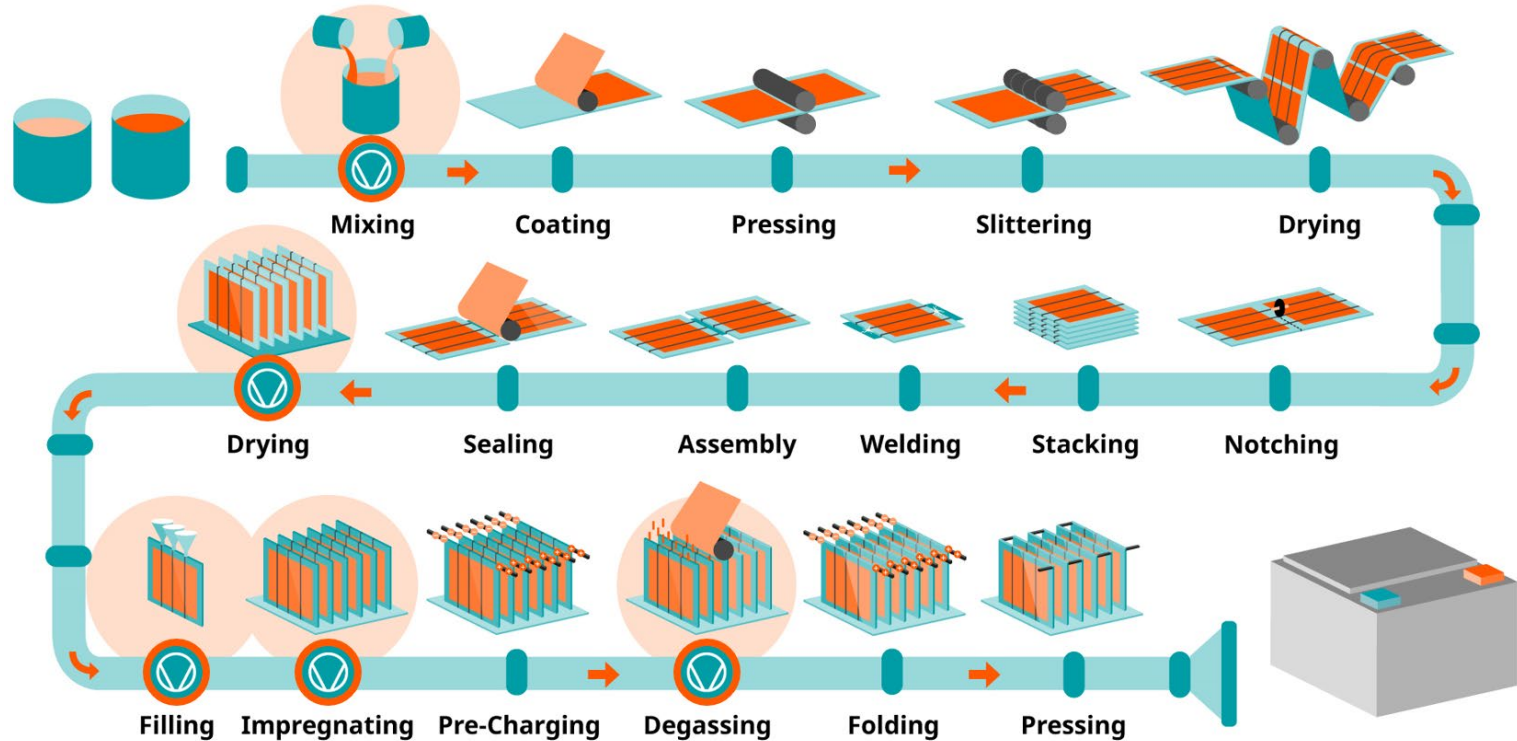 Mixing
Coating
Pressing
Slittering
Drying
Drying
Sealing
Assembly
Welding
Stacking
Notching
Filling
Impregnating
Pre-Charging
Degassing
Folding
Pressing